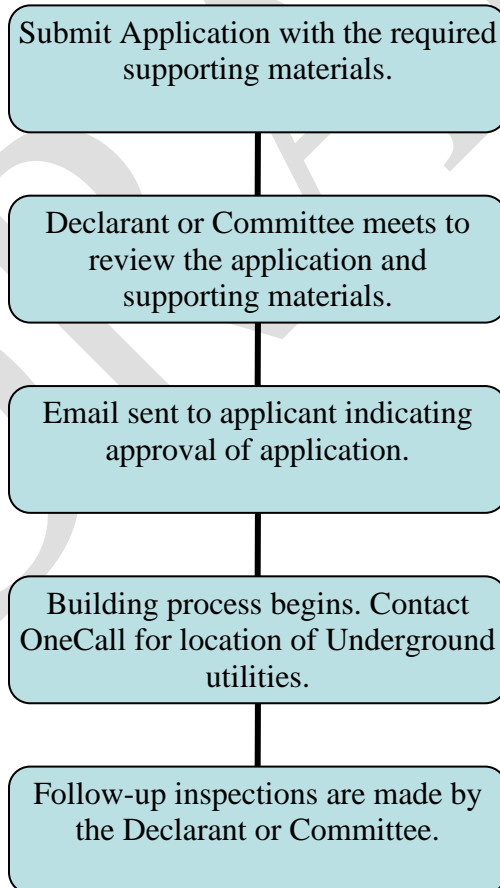 Submit Application with the required
supporting materials.
Declarant or Committee meets to
review the application and
supporting materials.
Email sent to applicant indicating
approval of application.
Building process begins. Contact
OneCall for location of Underground
utilities.
Follow-up inspections are made by
the Declarant or Committee.